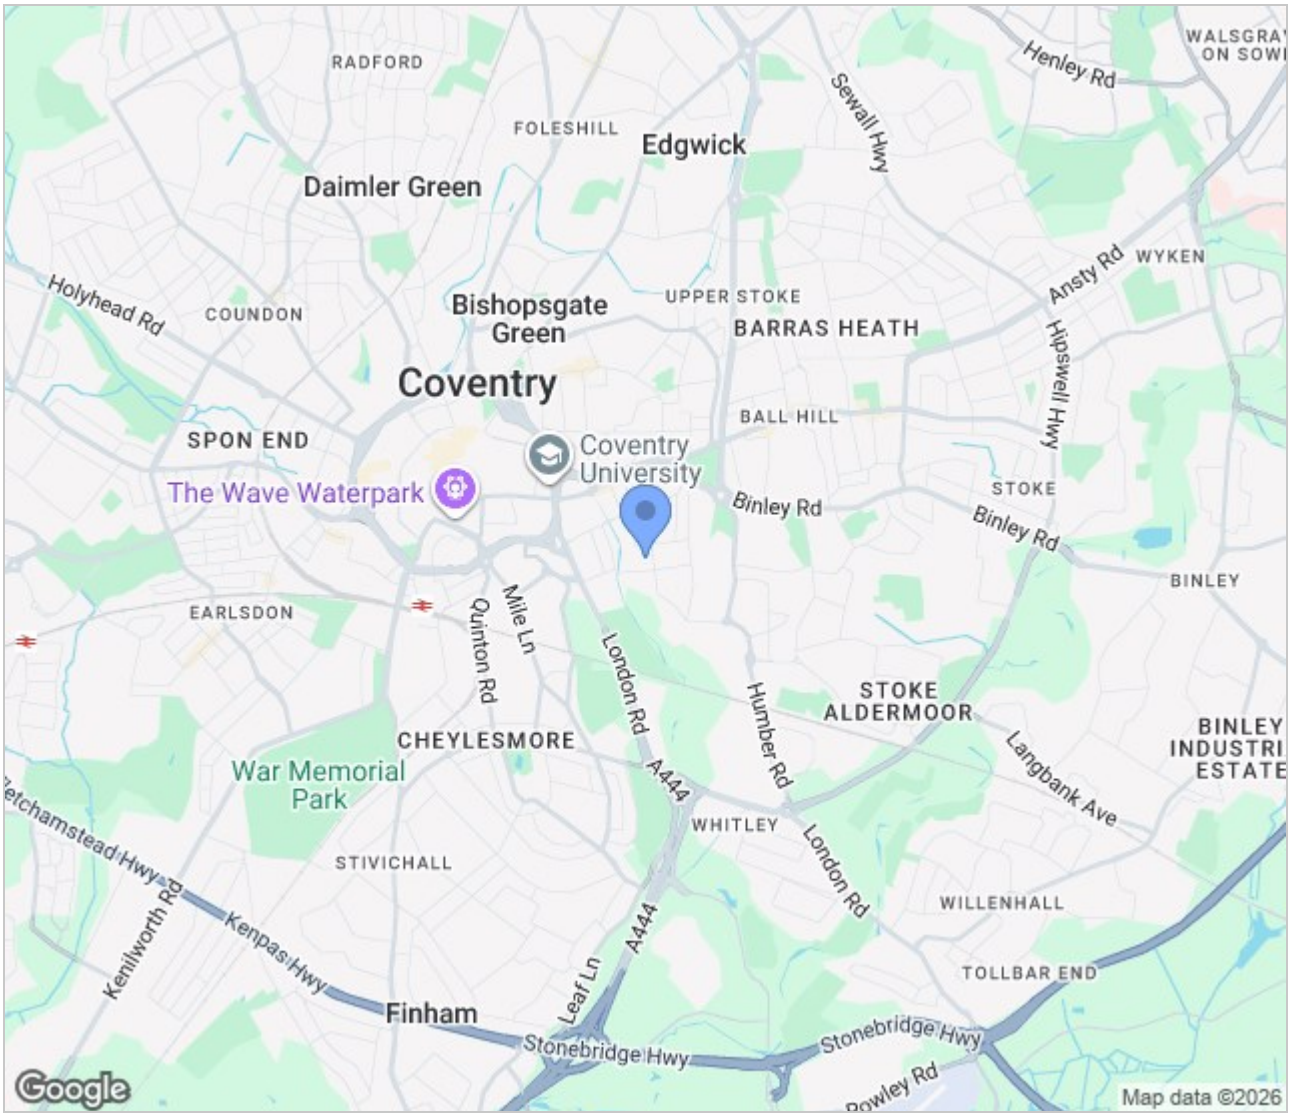 RADFORD
Henley Rd
WALSGRA
ON SOW
Sewall Hwy
FOLESHILL
Edgwick
Daimler Green
WYKEN
Ansty Rd
Holyhead Rd
COUNDON
Bishopsgate
Green
UPPER STOKE
BARRAS HEATH
Hipswell Hwy
Coventry
BALL HILL
SPON END
Coventry
University
The Wave Waterpark
STOKE
Binley Rd
Binley Rd
BINLEY
EARLSDON
Mile Ln
Quinton Rd
London Rd
Humber Rd
STOKE
ALDERMOOR
CHEYLESMORE
BINLEY
INDUSTRI
ESTATE
Langbank Ave
War Memorial
Park
A444
WHITLEY
London Rd
etchamstead Hwy
STIVICHALL
Kenilworth Rd
WILLENHALL
Kenpas Hwy
A444
Leaf Ln
TOLLBAR END
Finham
Stonebridge Hwy
Stonebridge Hwy
Rowley Rd
Google
Map data ©2026